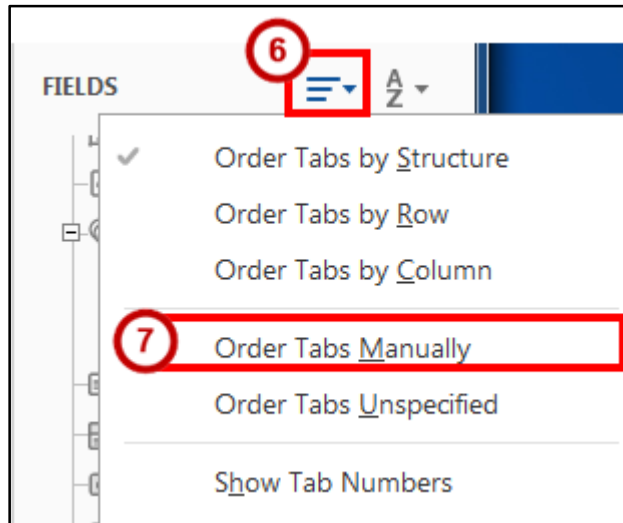 6
FIELDS
A
Z
Order Tabs by Structure
Order Tabs by Row
Order Tabs by Column
7
Order Tabs Manually
Order Tabs Unspecified
Show Tab Numbers